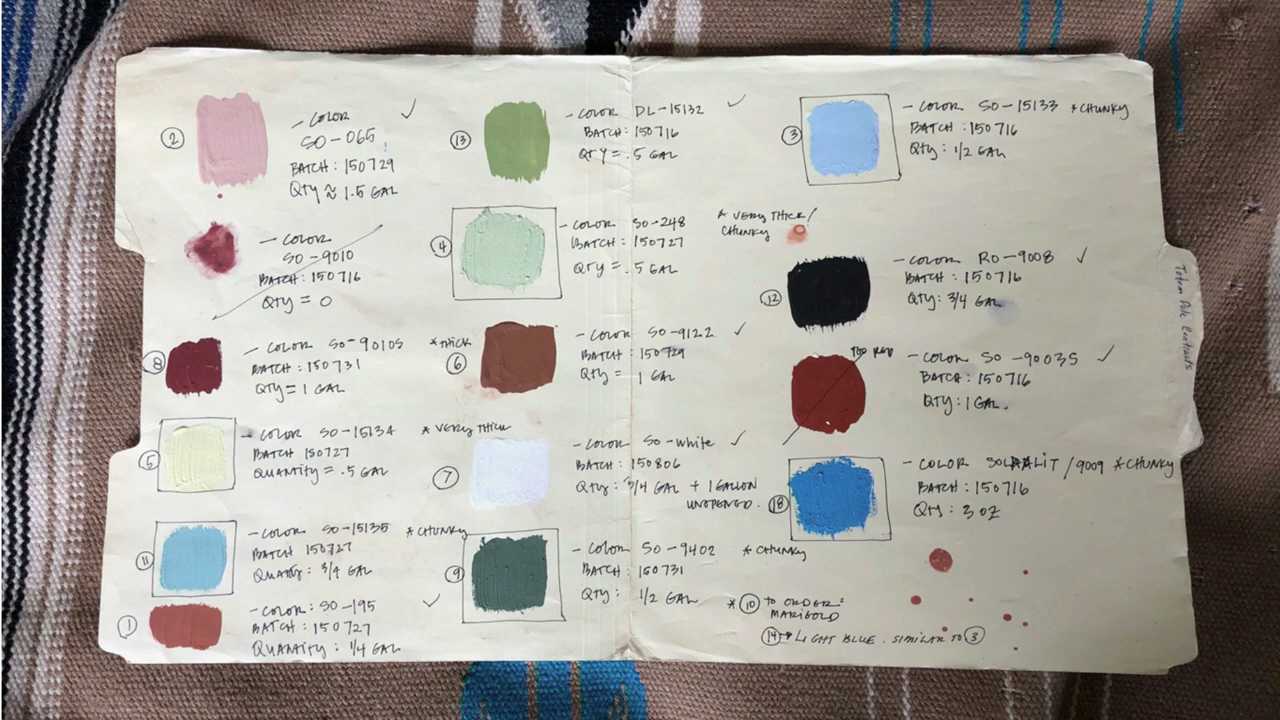 2
- COLOR
SO-065
BATCH: 150729
QTY ≈ 1.5 GAL
- COLOR
SO-9010
BATCH: 150716
QTY = 0
8
- COLOR SO-9010S
BATCH: 150731
QTY = 1 GAL
* THICK
5
- COLOR SO-15134
BATCH 150727
QUANTITY = .5 GAL
* VERY THICK
11
- COLOR SO-15135
BATCH 150727
QUANTITY: 3/4 GAL
* CHUNKY
1
- COLOR: SO-195
BATCH: 150727
QUANTITY: 1/4 GAL
13
- COLOR DL-15132
BATCH: 150716
QTY = .5 GAL
4
- COLOR SO-248
BATCH: 150727
QTY = .5 GAL
* VERY THICK/
CHUNKY
6
- COLOR SO-9122
BATCH: 150729
QTY = 1 GAL
7
- COLOR SO-white
BATCH: 150806
QTY: 3/4 GAL + 1 GALLON
UNOPENED.
9
- COLOR SO-9402
BATCH: 150731
QTY: 1/2 GAL
* CHUNKY
3
- COLOR SO-15133 * CHUNKY
BATCH: 150716
QTY: 1/2 GAL
12
- COLOR RO-9008
BATCH: 150716
QTY: 3/4 GAL
TOO RED
- COLOR SO-9003S
BATCH: 150716
QTY: 1 GAL.
18
- COLOR SOLALIT/9009 * CHUNKY
BATCH: 150716
QTY: 3 OZ
* 10 to ORDER:
MARIGOLD
14 → LIGHT BLUE. SIMILAR TO 3
Totem Pole Contracts